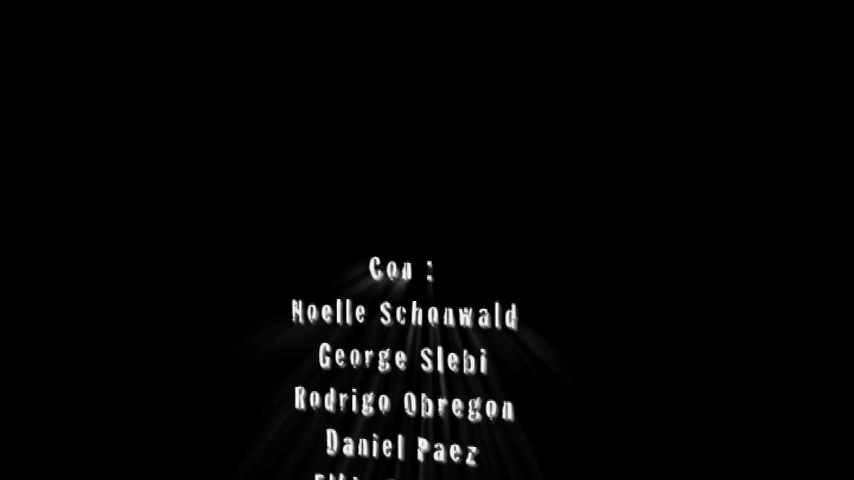 Con :
Noelle Schonwald
George Slebi
Rodrigo Obregon
Daniel Paez